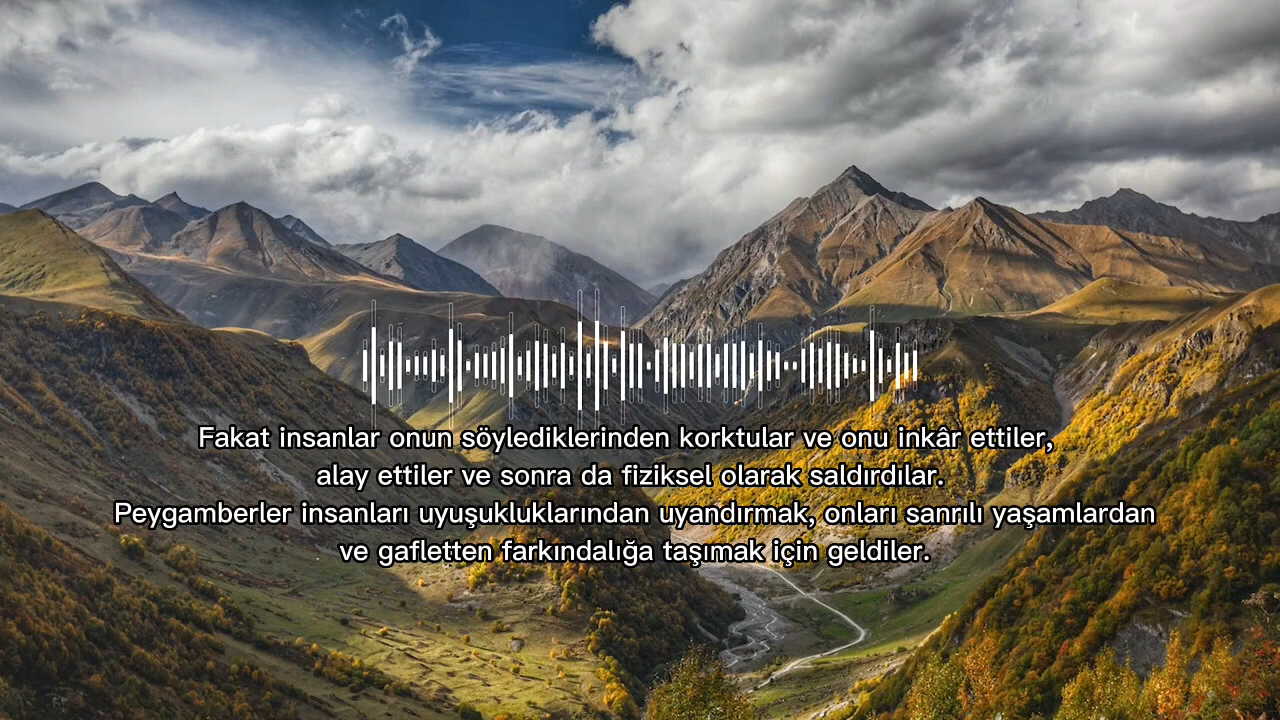 Fakat insanlar onun söylediklerinden korktular ve onu inkâr ettiler,
alay ettiler ve sonra da fiziksel olarak saldırdılar.
Peygamberler insanları uyuşukluklarından uyandırmak, onları sanrılı yaşamlardan
ve gafletten farkındalığa taşımak için geldiler.